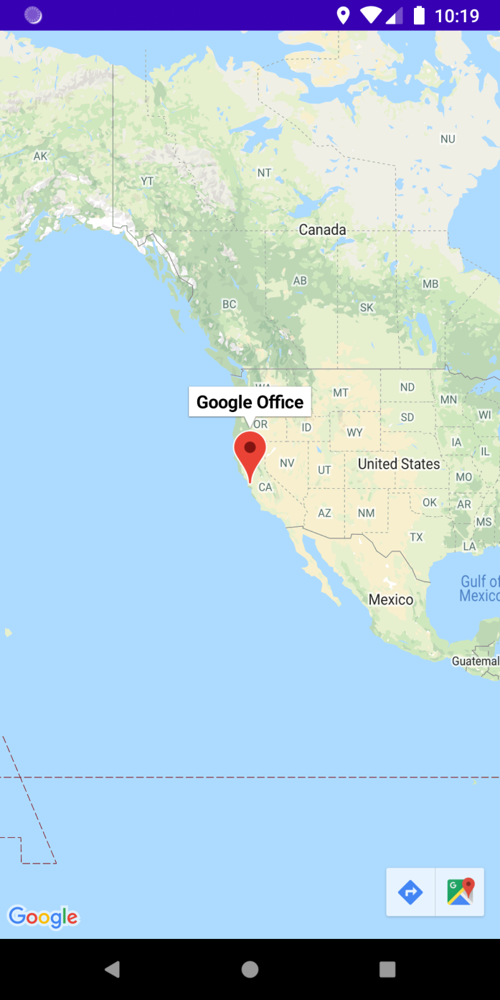 10:19
NU
AK
NT
YT
Canada
AB
MB
BC
SK
WA
ND
MT
MN
Google Office
WI
SD
OR
ID
WY
IA
IL
NV
United States
UT
MO
CA
OK
AR
AZ
NM
MS
TX
LA
Gulf of
Mexico
Mexico
Guatemal
G
Google